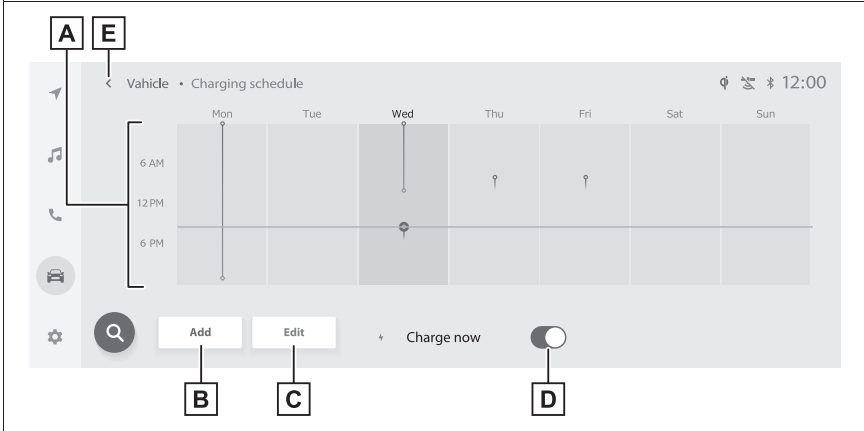 A E
< Vahicle • Charging schedule 12:00
Mon Tue Wed Thu Fri Sat Sun
6 AM
12 PM
6 PM
Add Edit Charge now
B C D